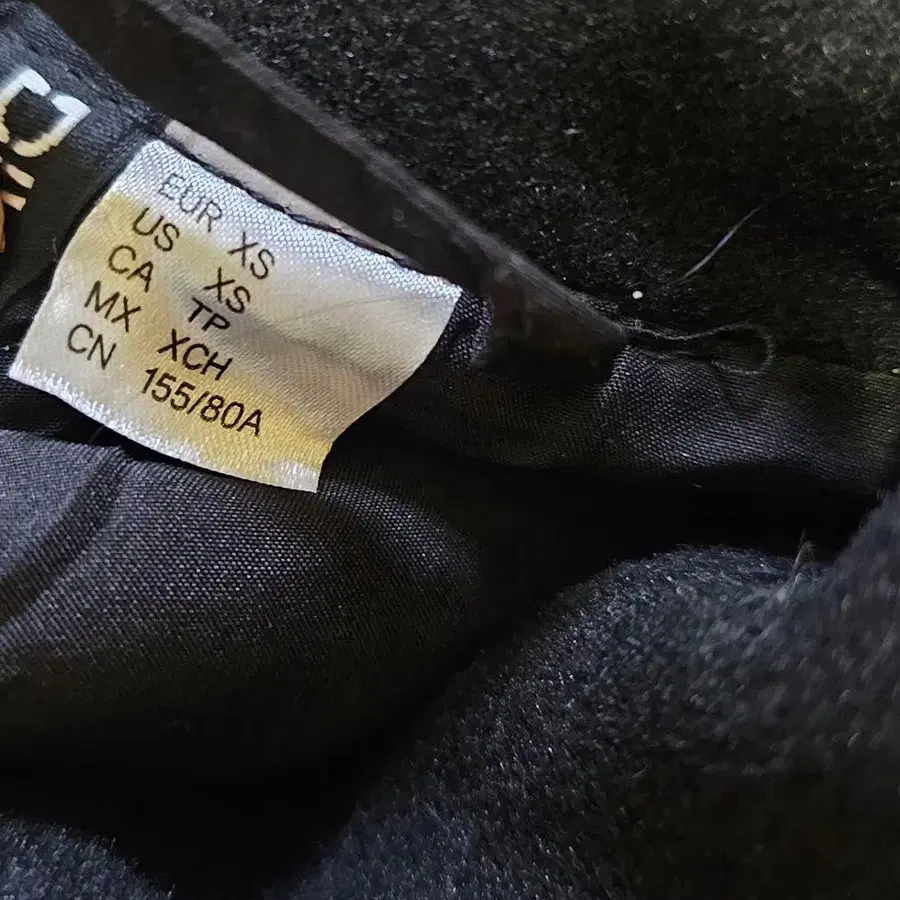 EUR XS
US XS
CA TP
MX XCH
CN 155/80A